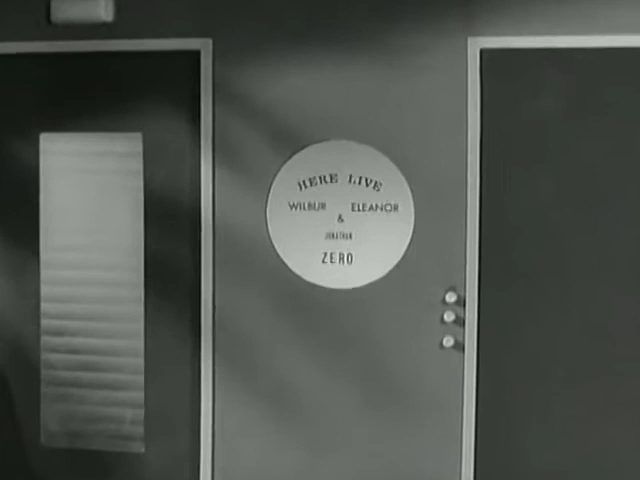 HERE LIVE
WILBUR ELEANOR
&
JONATHAN
ZERO